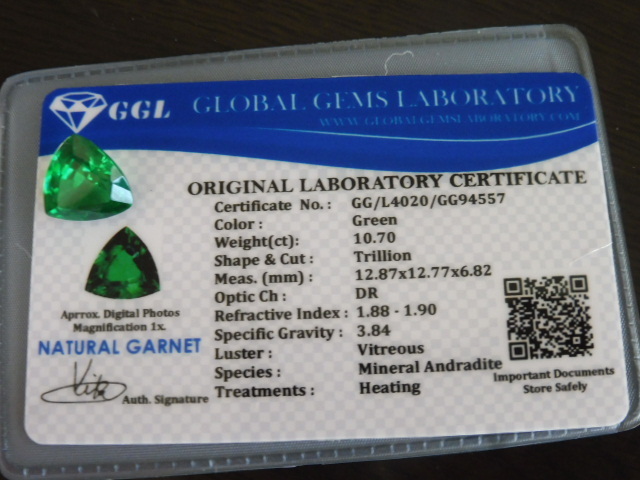 GGL GLOBAL GEMS LABORATORY
WWW.GLOBALGEMSLABORATORY.COM
ORIGINAL LABORATORY CERTIFICATE
Certificate No. : GG/L4020/GG94557
Color : Green
Weight(ct): 10.70
Shape & Cut : Trillion
Meas. (mm) : 12.87x12.77x6.82
Optic Ch : DR
Refractive Index : 1.88 - 1.90
Specific Gravity : 3.84
Luster : Vitreous
Species : Mineral Andradite
Treatments : Heating
Aprrox. Digital Photos
Magnification 1x.
NATURAL GARNET
Auth. Signature
Important Documents
Store Safely